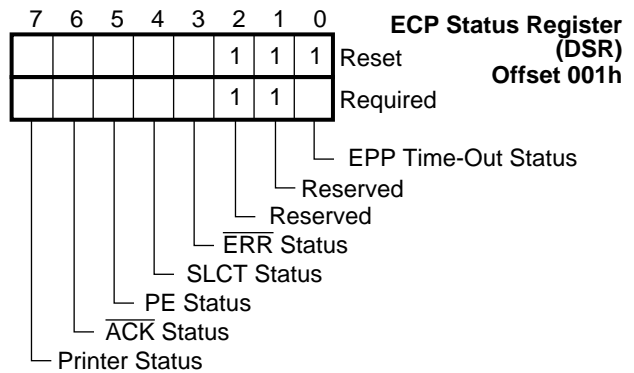 7 6 5 4 3 2 1 0
ECP Status Register
(DSR)
Offset 001h
1 1 1 Reset
1 1 Required
EPP Time-Out Status
Reserved
Reserved
ERR Status
SLCT Status
PE Status
ACK Status
Printer Status